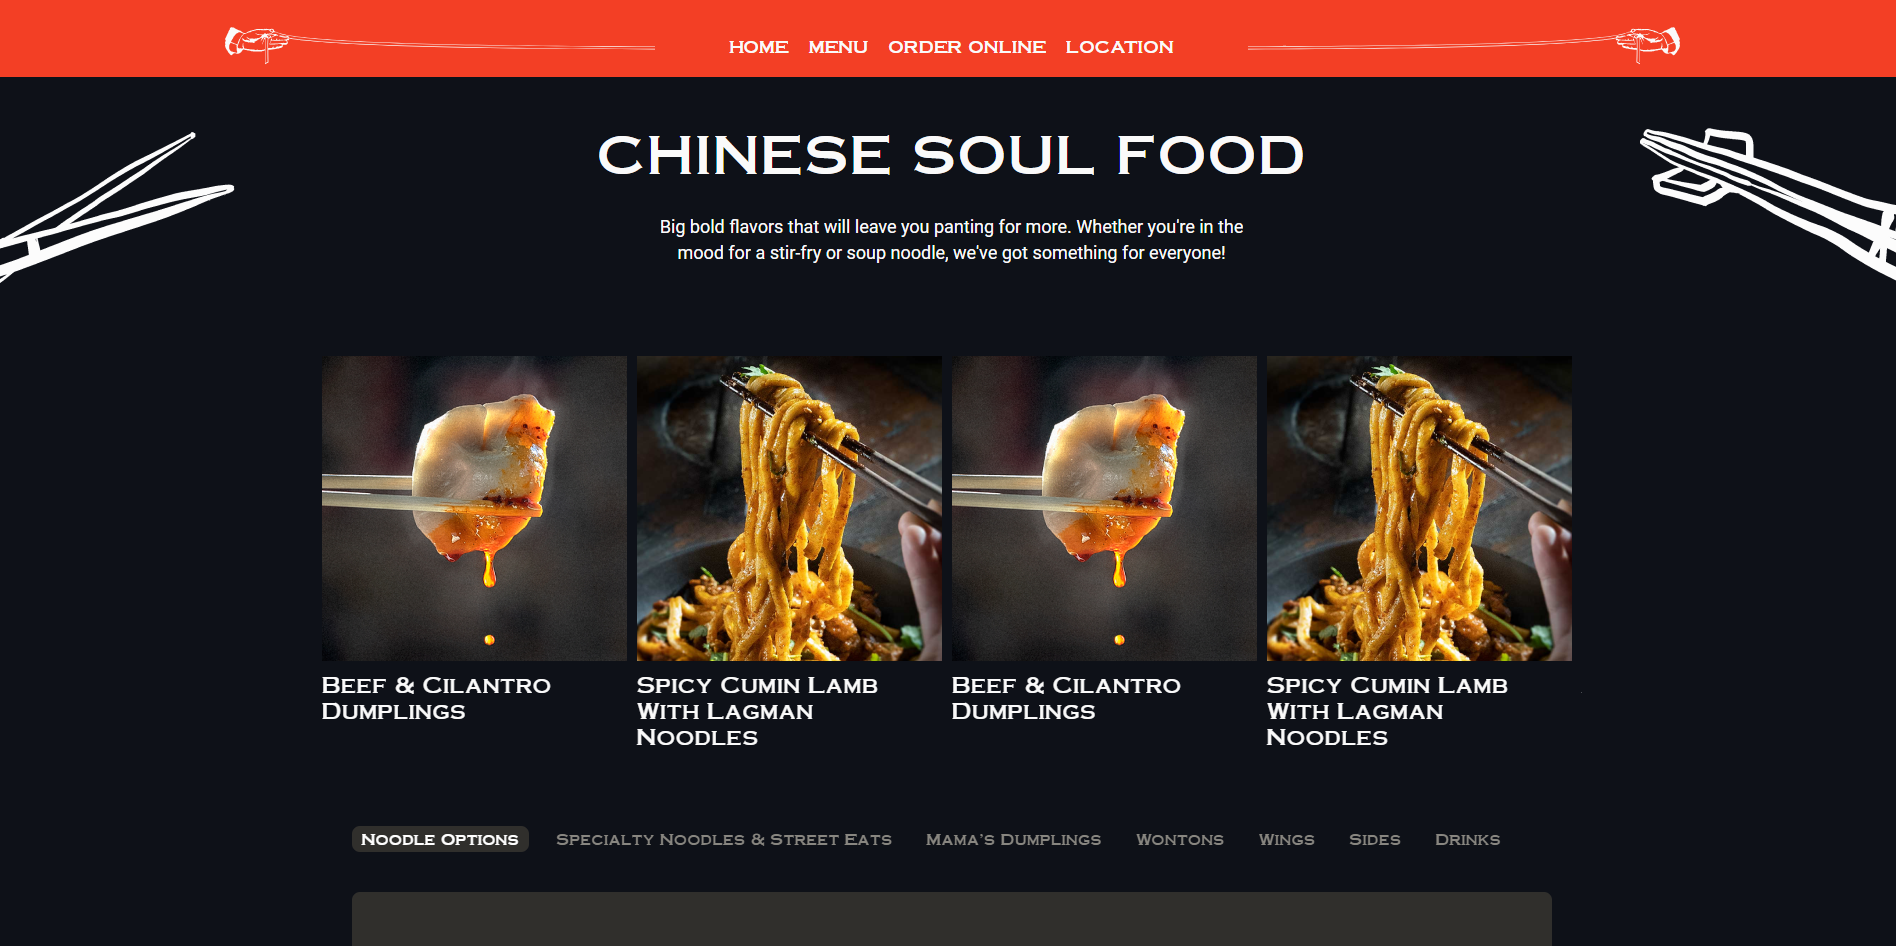 HOME MENU ORDER ONLINE LOCATION
CHINESE SOUL FOOD
Big bold flavors that will leave you panting for more. Whether you're in the
mood for a stir-fry or soup noodle, we've got something for everyone!
Beef & Cilantro
Dumplings
Spicy Cumin Lamb
With Lagman
Noodles
Beef & Cilantro
Dumplings
Spicy Cumin Lamb
With Lagman
Noodles
Noodle Options Specialty Noodles & Street Eats Mama's Dumplings Wontons Wings Sides Drinks